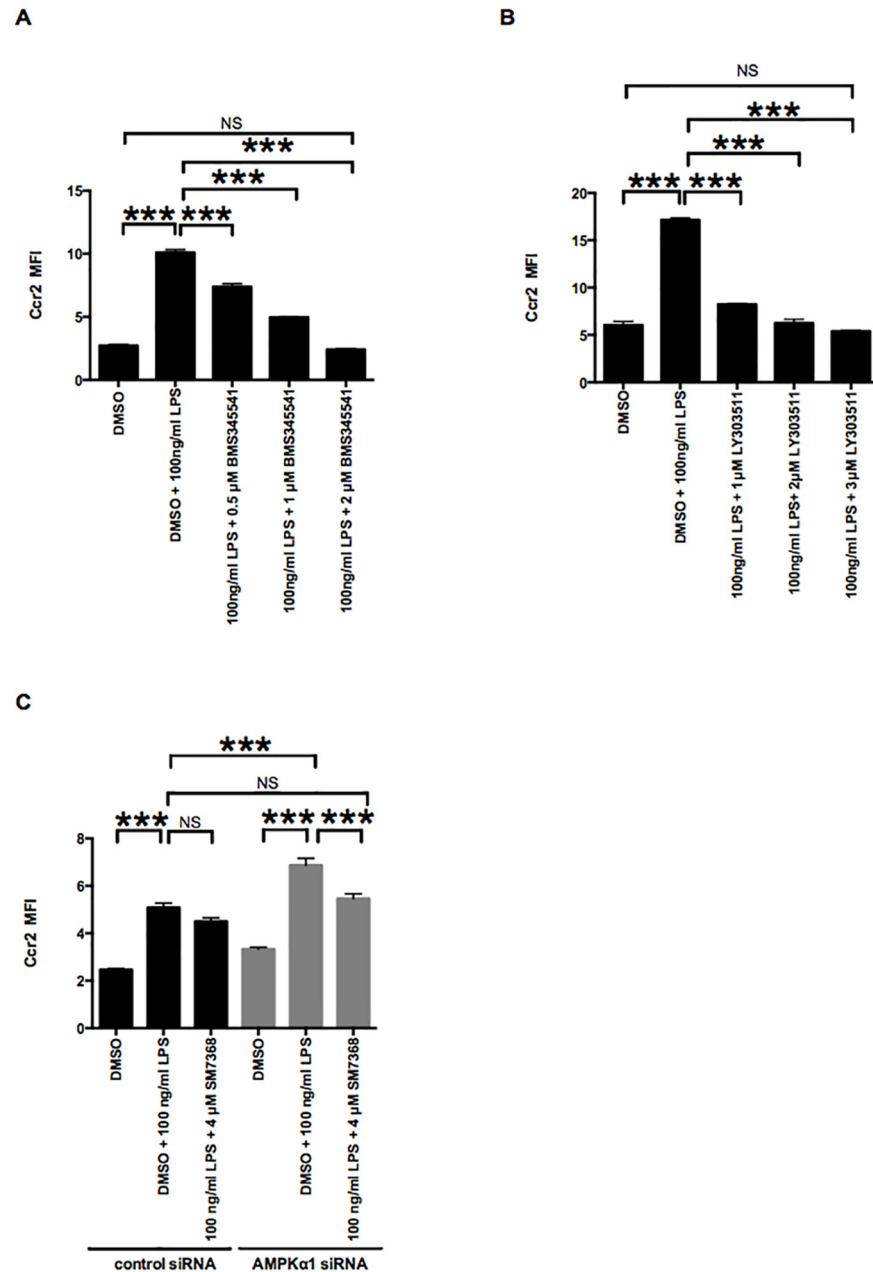 A
NS
***
***
*** ***
15
10
5
0
Ccr2 MFI
DMSO
DMSO + 100ng/ml LPS
100ng/ml LPS + 0.5 µM BMS345541
100ng/ml LPS + 1 µM BMS345541
100ng/ml LPS + 2 µM BMS345541
B
NS
***
***
*** ***
20
15
10
5
0
Ccr2 MFI
DMSO
DMSO + 100ng/ml LPS
100ng/ml LPS + 1 µM LY303511
100ng/ml LPS+ 2µM LY303511
100ng/ml LPS + 3µM LY303511
C
***
NS
*** NS *** ***
8
6
4
2
0
Ccr2 MFI
DMSO
DMSO + 100 ng/ml LPS
100 ng/ml LPS + 4 µM SM7368
DMSO
DMSO + 100 ng/ml LPS
100 ng/ml LPS + 4 µM SM7368
control siRNA
AMPKα1 siRNA